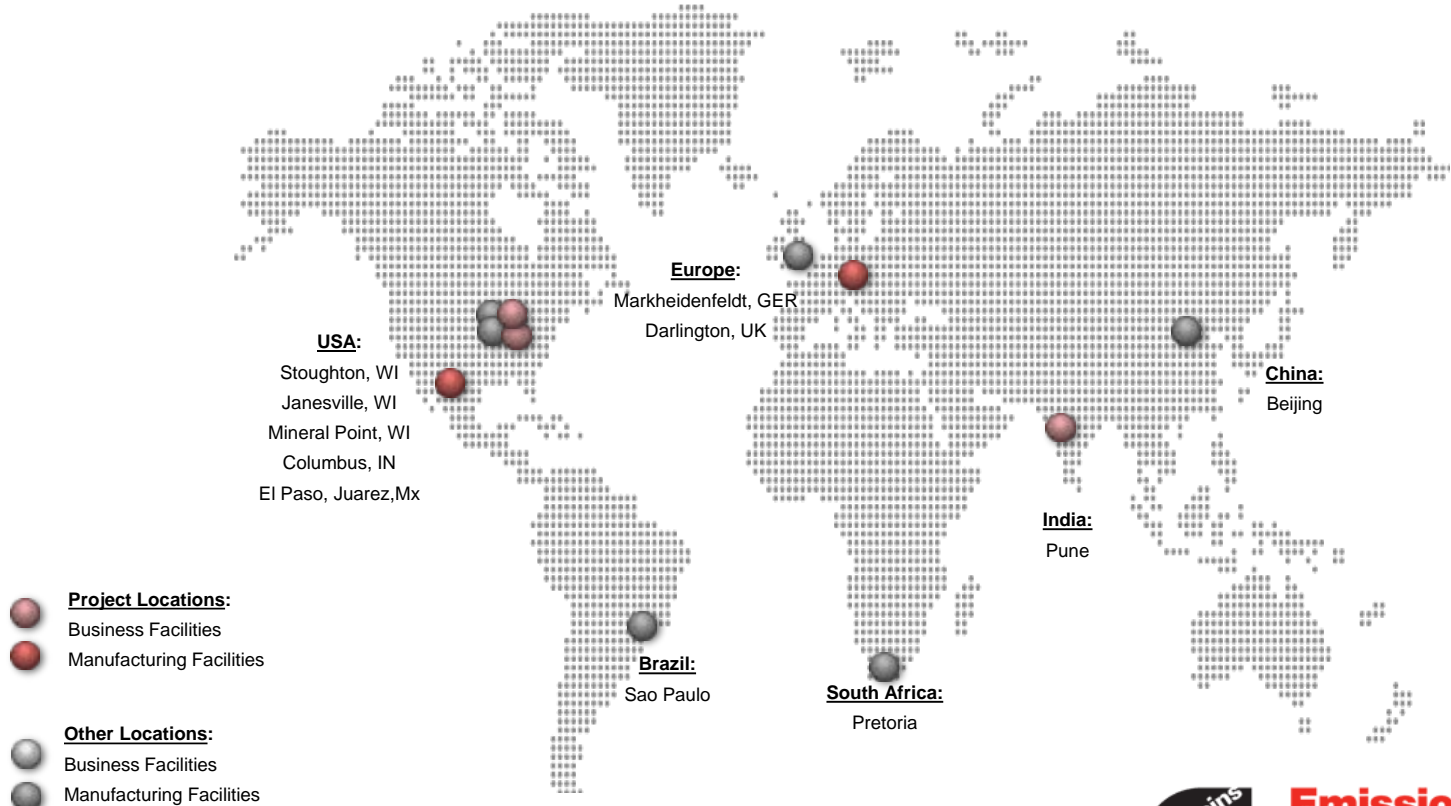 Europe:
Markheidenfeldt, GER
Darlington, UK
USA:
Stoughton, WI
Janesville, WI
Mineral Point, WI
Columbus, IN
El Paso, Juarez,Mx
China:
Beijing
India:
Pune
Project Locations:
Business Facilities
Manufacturing Facilities
Brazil:
Sao Paulo
South Africa:
Pretoria
Other Locations:
Business Facilities
Manufacturing Facilities